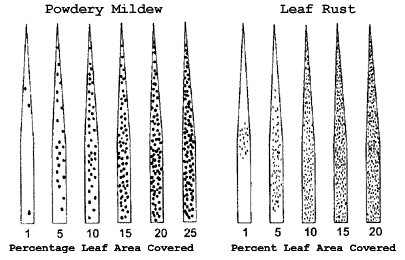 Powdery Mildew
1 5 10 15 20 25
Percentage Leaf Area Covered
Leaf Rust
1 5 10 15 20
Percent Leaf Area Covered